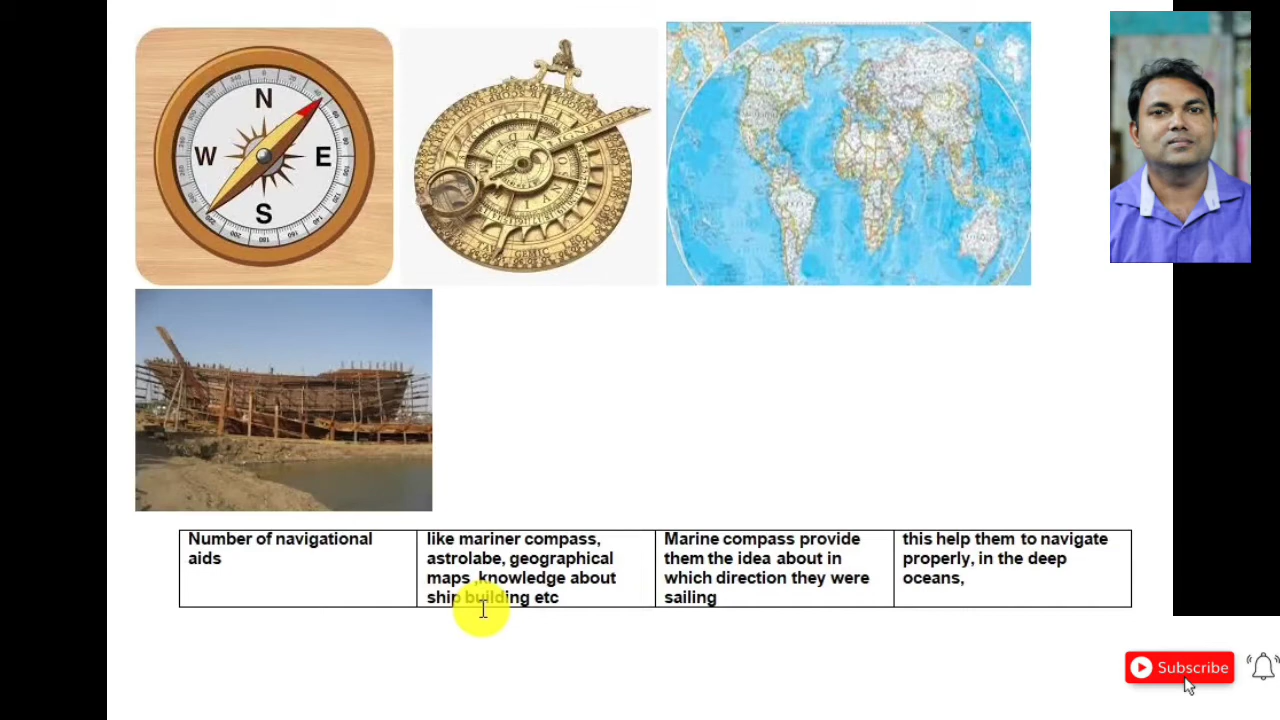 N
W
E
S
Number of navigational
aids
like mariner compass,
astrolabe, geographical
maps ,knowledge about
ship building etc
Marine compass provide
them the idea about in
which direction they were
sailing
this help them to navigate
properly, in the deep
oceans,
Subscribe